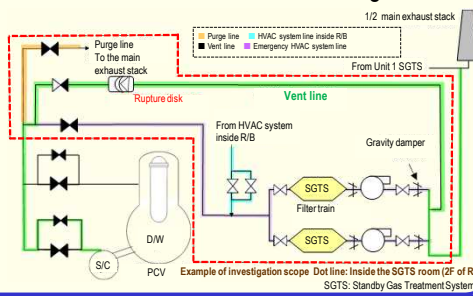 1/2 main exhaust stack
Purge line
HVAC system line inside R/B
Vent line
Emergency HVAC system line
Purge line
To the main
exhaust stack
From Unit 1 SGTS
Rupture disk
Vent line
From HVAC system
inside R/B
Gravity damper
SGTS
Filter train
D/W
SGTS
S/C
PCV
Example of investigation scope Dot line: Inside the SGTS room (2F of R
SGTS: Standby Gas Treatment System